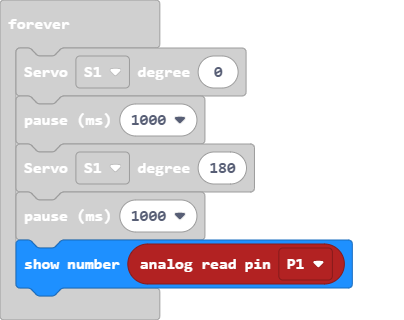 forever
Servo S1 degree 0
pause (ms) 1000
Servo S1 degree 180
pause (ms) 1000
show number analog read pin P1